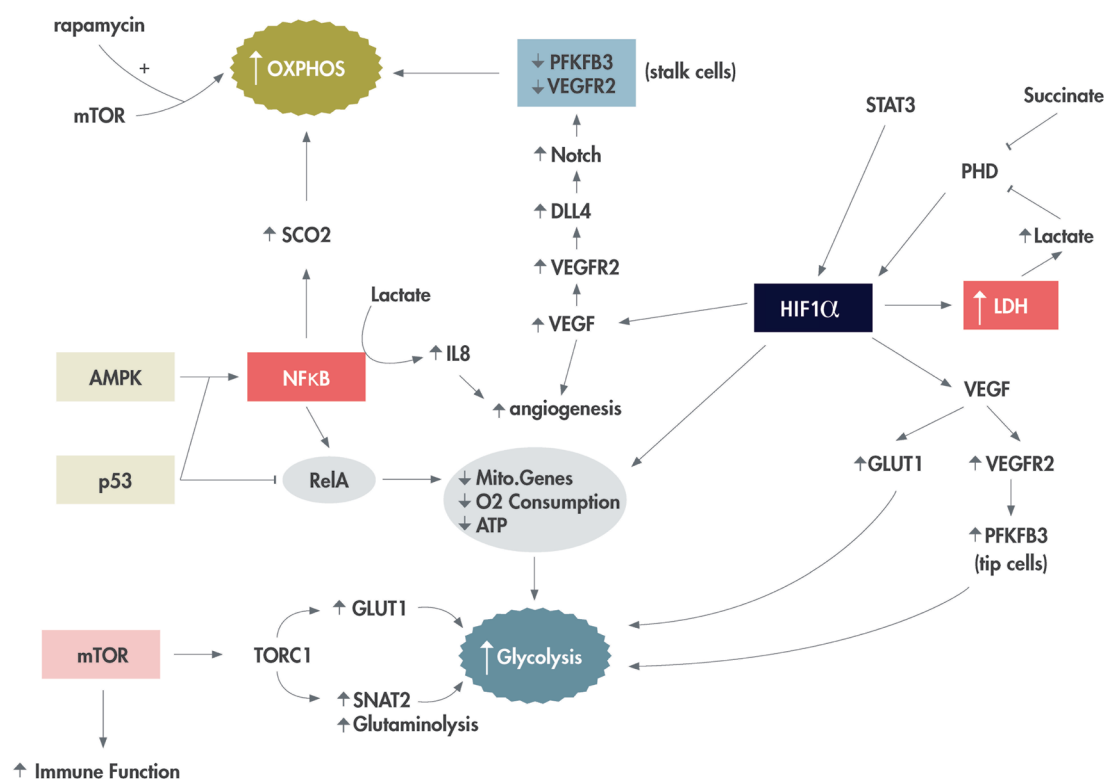 rapamycin
+
mTOR
↑ OXPHOS
↓ PFKFB3
↓ VEGFR2
(stalk cells)
STAT3
Succinate
PHD
↑ Notch
↑ DLL4
↑ SCO2
↑ Lactate
↑ VEGFR2
Lactate
HIF1α
↑ LDH
↑ VEGF
↑ IL8
AMPK
NFκB
VEGF
↑ angiogenesis
↑ GLUT1
↑ VEGFR2
p53
RelA
↓ Mito.Genes
↓ O2 Consumption
↓ ATP
↑ PFKFB3
(tip cells)
↑ GLUT1
mTOR
TORC1
↑ Glycolysis
↑ SNAT2
↑ Glutaminolysis
↑ Immune Function